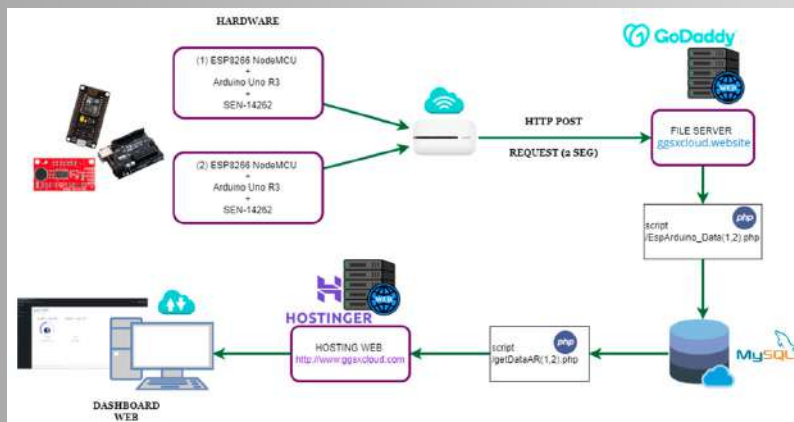 HARDWARE
GoDaddy
(1) ESP8266 NodeMCU
+
Arduino Uno R3
+
SEN-14262
WEB
HTTP POST
REQUEST (2 SEG)
FILE SERVER
ggsxcloud.website
(2) ESP8266 NodeMCU
+
Arduino Uno R3
+
SEN-14262
php
script
/EspArduino_Data(1,2).php
WEB
HOSTINGER
HOSTING WEB
http://www.ggsxcloud.com
php
script
/getDataAR(1,2).php
MySQL
DASHBOARD
WEB